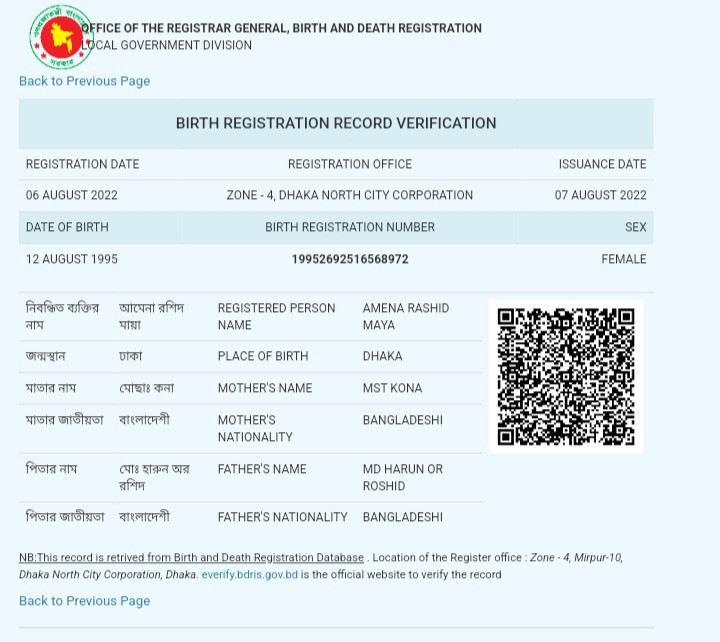 OFFICE OF THE REGISTRAR GENERAL, BIRTH AND DEATH REGISTRATION
LOCAL GOVERNMENT DIVISION
Back to Previous Page
BIRTH REGISTRATION RECORD VERIFICATION
REGISTRATION DATE REGISTRATION OFFICE ISSUANCE DATE
06 AUGUST 2022 ZONE - 4, DHAKA NORTH CITY CORPORATION 07 AUGUST 2022
DATE OF BIRTH BIRTH REGISTRATION NUMBER SEX
12 AUGUST 1995 19952692516568972 FEMALE
নিবন্ধিত ব্যক্তির আমেনা রশিদ REGISTERED PERSON AMENA RASHID
নাম মায়া NAME MAYA
জন্মস্থান ঢাকা PLACE OF BIRTH DHAKA
মাতার নাম মোছাঃ কনা MOTHER'S NAME MST KONA
মাতার জাতীয়তা বাংলাদেশী MOTHER'S BANGLADESHI
NATIONALITY
পিতার নাম মোঃ হারুন অর FATHER'S NAME MD HARUN OR
রশিদ ROSHID
পিতার জাতীয়তা বাংলাদেশী FATHER'S NATIONALITY BANGLADESHI
NB:This record is retrived from Birth and Death Registration Database . Location of the Register office : Zone - 4, Mirpur-10,
Dhaka North City Corporation, Dhaka. everify.bdris.gov.bd is the official website to verify the record
Back to Previous Page